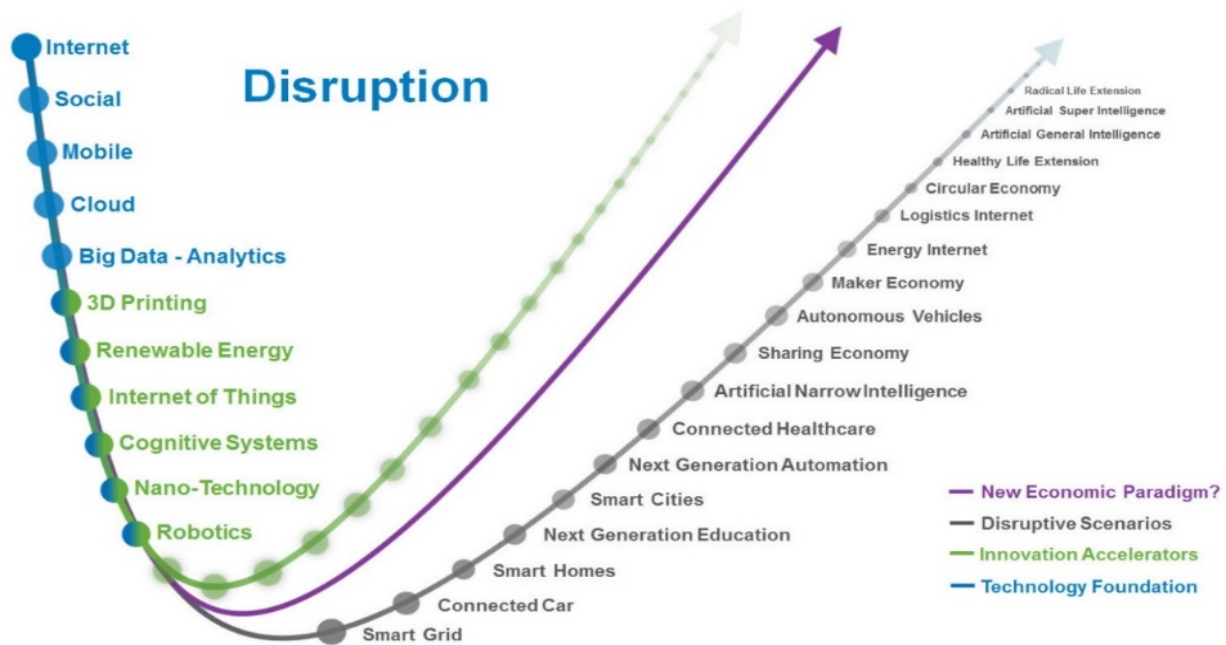 Disruption
Internet
Social
Mobile
Cloud
Big Data - Analytics
3D Printing
Renewable Energy
Internet of Things
Cognitive Systems
Nano-Technology
Robotics
Radical Life Extension
Artificial Super Intelligence
Artificial General Intelligence
Healthy Life Extension
Circular Economy
Logistics Internet
Energy Internet
Maker Economy
Autonomous Vehicles
Sharing Economy
Artificial Narrow Intelligence
Connected Healthcare
Next Generation Automation
Smart Cities
Next Generation Education
Smart Homes
Connected Car
Smart Grid
New Economic Paradigm?
Disruptive Scenarios
Innovation Accelerators
Technology Foundation